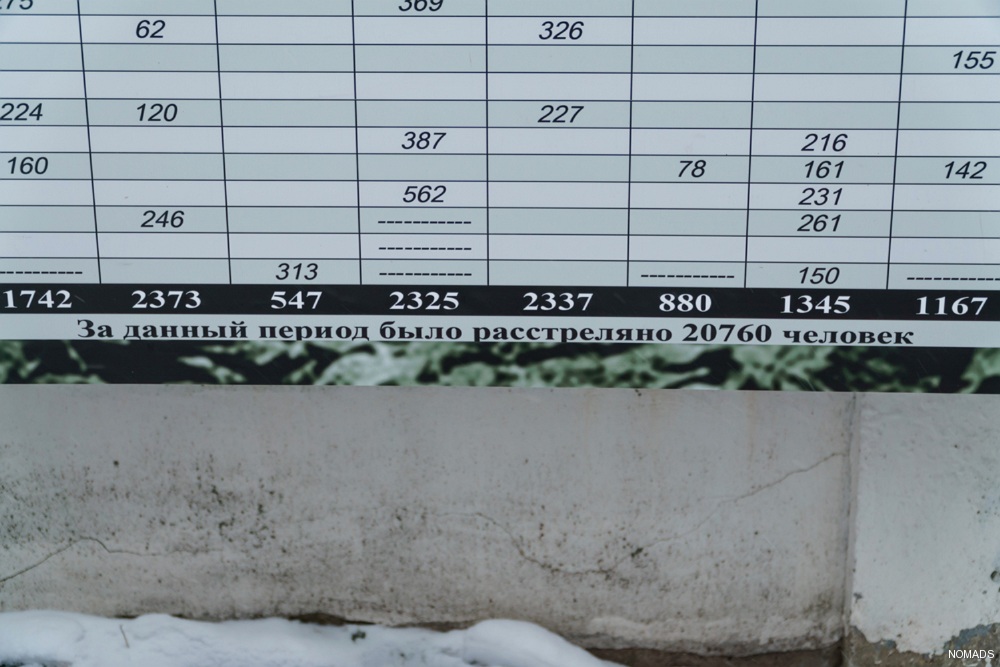 275 369
62 326
155
224 120 227
387 216
160 78 161 142
562 231
246 ----------- 261
-----------
----------- 313 ----------- ----------- 150 -----------
1742 2373 547 2325 2337 880 1345 1167
За данный период было расстреляно 20760 человек
NOMADS